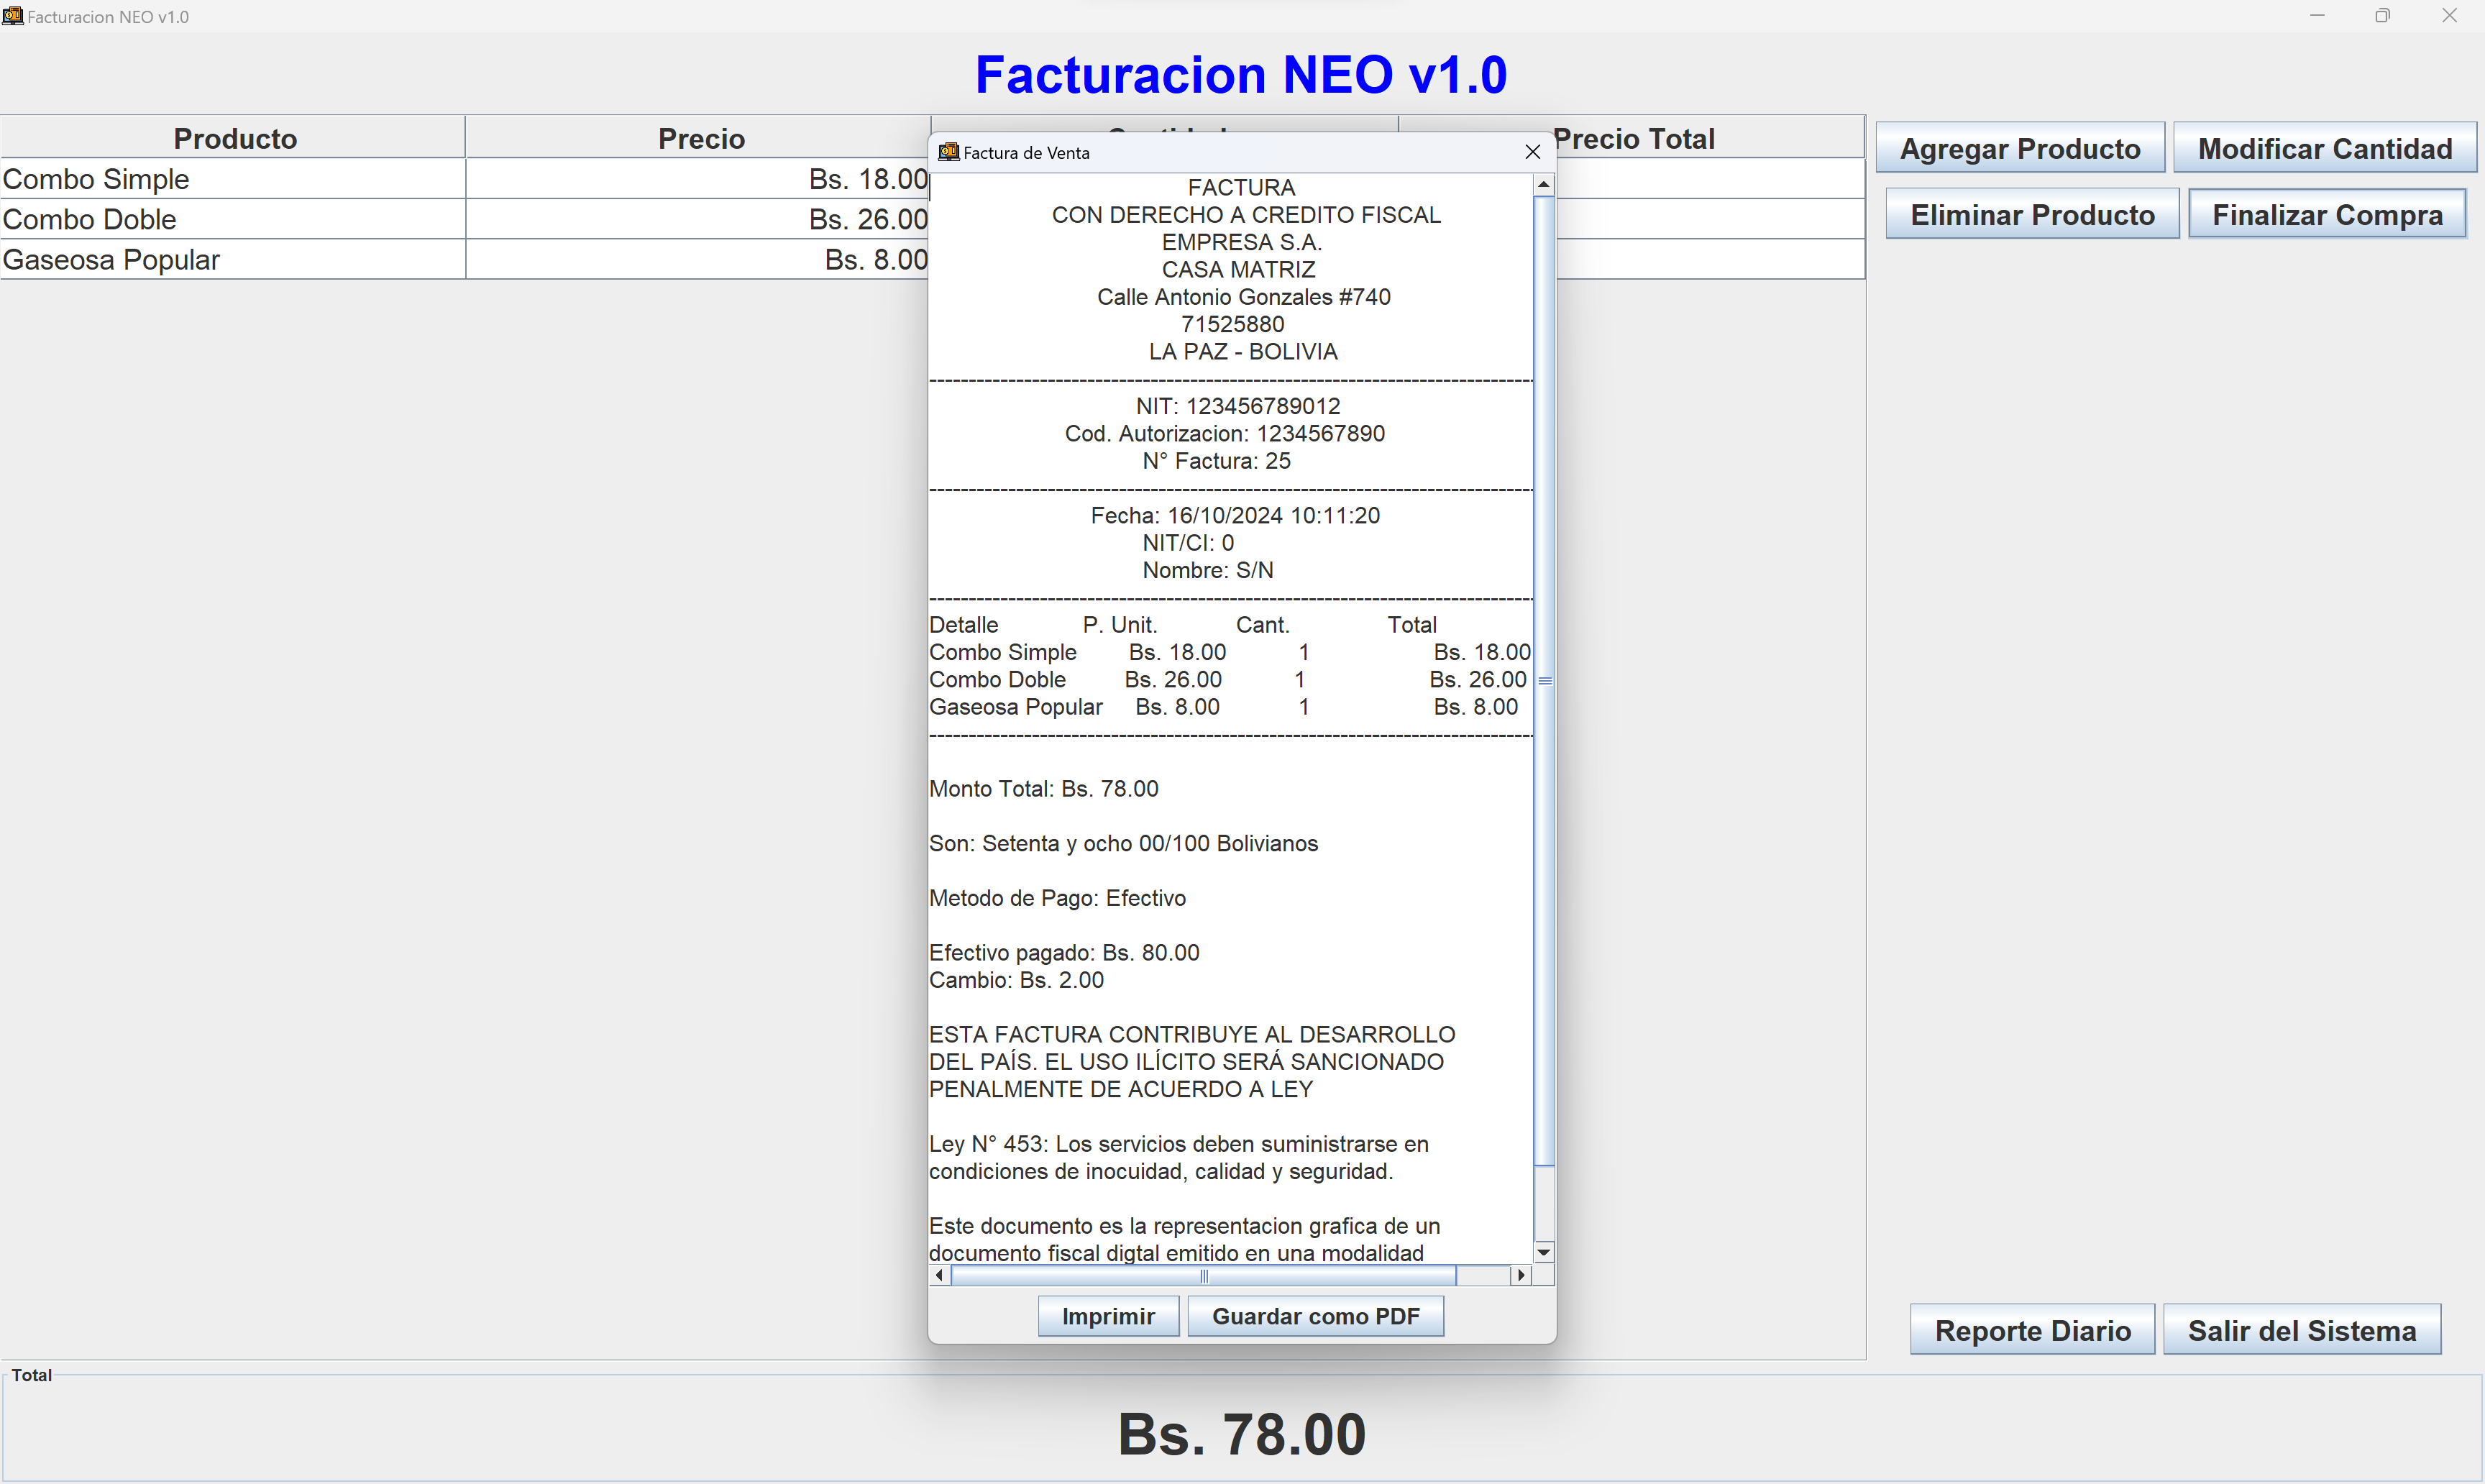 Facturacion NEO v1.0
Facturacion NEO v1.0
Producto Precio Precio Total
Combo Simple Bs. 18.00
Combo Doble Bs. 26.00
Gaseosa Popular Bs. 8.00
Agregar Producto Modificar Cantidad
Eliminar Producto Finalizar Compra
Factura de Venta
FACTURA
CON DERECHO A CREDITO FISCAL
EMPRESA S.A.
CASA MATRIZ
Calle Antonio Gonzales #740
71525880
LA PAZ - BOLIVIA
NIT: 123456789012
Cod. Autorizacion: 1234567890
N° Factura: 25
Fecha: 16/10/2024 10:11:20
NIT/CI: 0
Nombre: S/N
Detalle P. Unit. Cant. Total
Combo Simple Bs. 18.00 1 Bs. 18.00
Combo Doble Bs. 26.00 1 Bs. 26.00
Gaseosa Popular Bs. 8.00 1 Bs. 8.00
Monto Total: Bs. 78.00
Son: Setenta y ocho 00/100 Bolivianos
Metodo de Pago: Efectivo
Efectivo pagado: Bs. 80.00
Cambio: Bs. 2.00
ESTA FACTURA CONTRIBUYE AL DESARROLLO
DEL PAÍS. EL USO ILÍCITO SERÁ SANCIONADO
PENALMENTE DE ACUERDO A LEY
Ley N° 453: Los servicios deben suministrarse en
condiciones de inocuidad, calidad y seguridad.
Este documento es la representacion grafica de un
documento fiscal digtal emitido en una modalidad
Imprimir Guardar como PDF
Reporte Diario Salir del Sistema
Total
Bs. 78.00